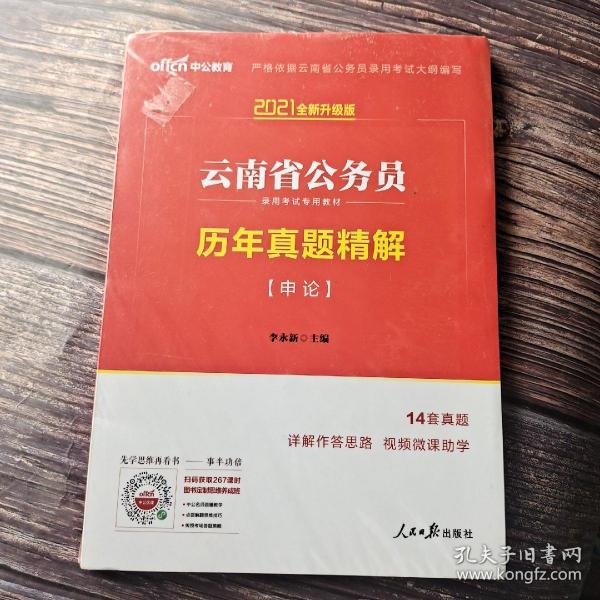 offcn中公教育 严格依据云南省公务员录用考试大纲编写
2021全新升级版
云南省公务员
录用考试专用教材
历年真题精解
【申论】
李永新 主编
14套真题
详解作答思路 视频微课助学
先学思维再看书 —— 事半功倍
扫码获取267课时
图书定制思维养成班
offcn
人民日报出版社
孔夫子旧书网
www.kongfz.com